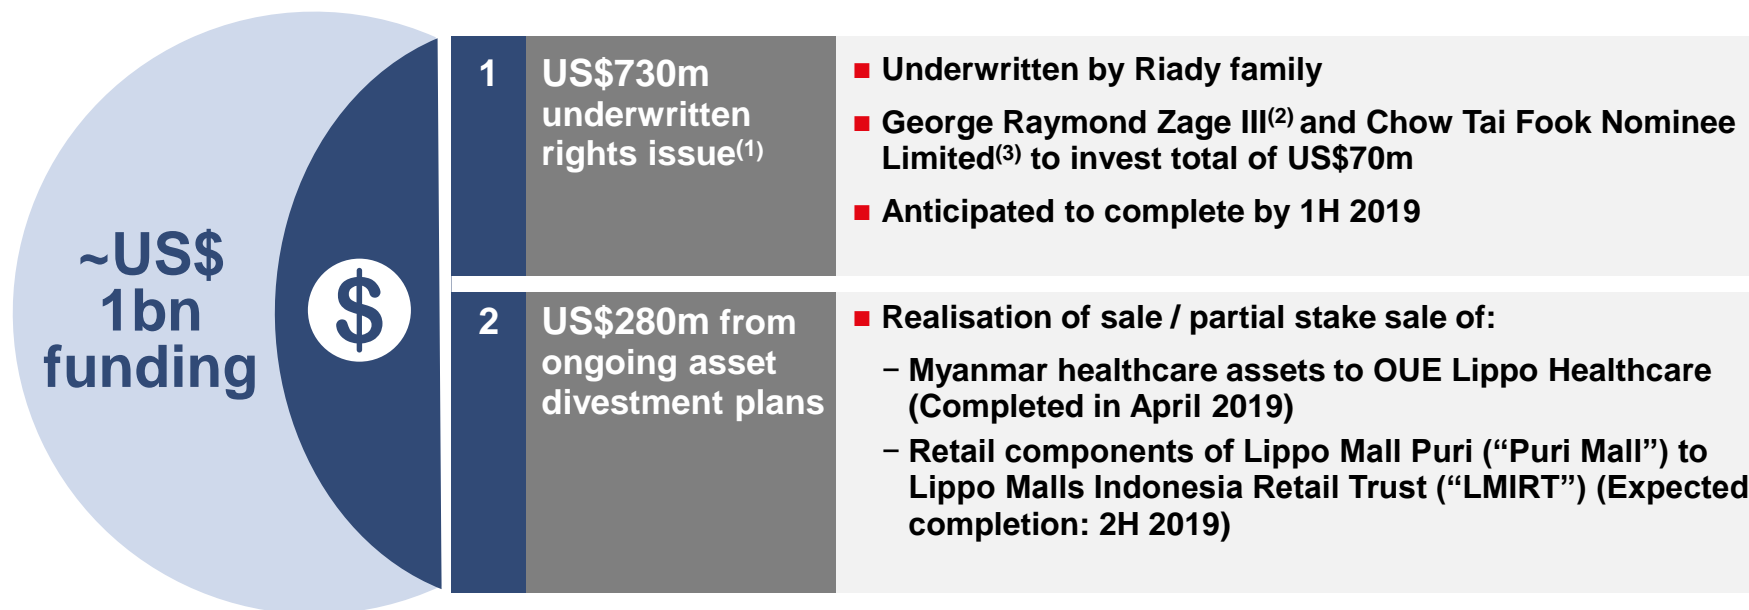 ~US$
1bn
funding
$
1
US$730m
underwritten
rights issue(1)
■ Underwritten by Riady family
■ George Raymond Zage III(2) and Chow Tai Fook Nominee
Limited(3) to invest total of US$70m
■ Anticipated to complete by 1H 2019
2
US$280m from
ongoing asset
divestment plans
■ Realisation of sale / partial stake sale of:
− Myanmar healthcare assets to OUE Lippo Healthcare
(Completed in April 2019)
− Retail components of Lippo Mall Puri (“Puri Mall”) to
Lippo Malls Indonesia Retail Trust (“LMIRT”) (Expected
completion: 2H 2019)